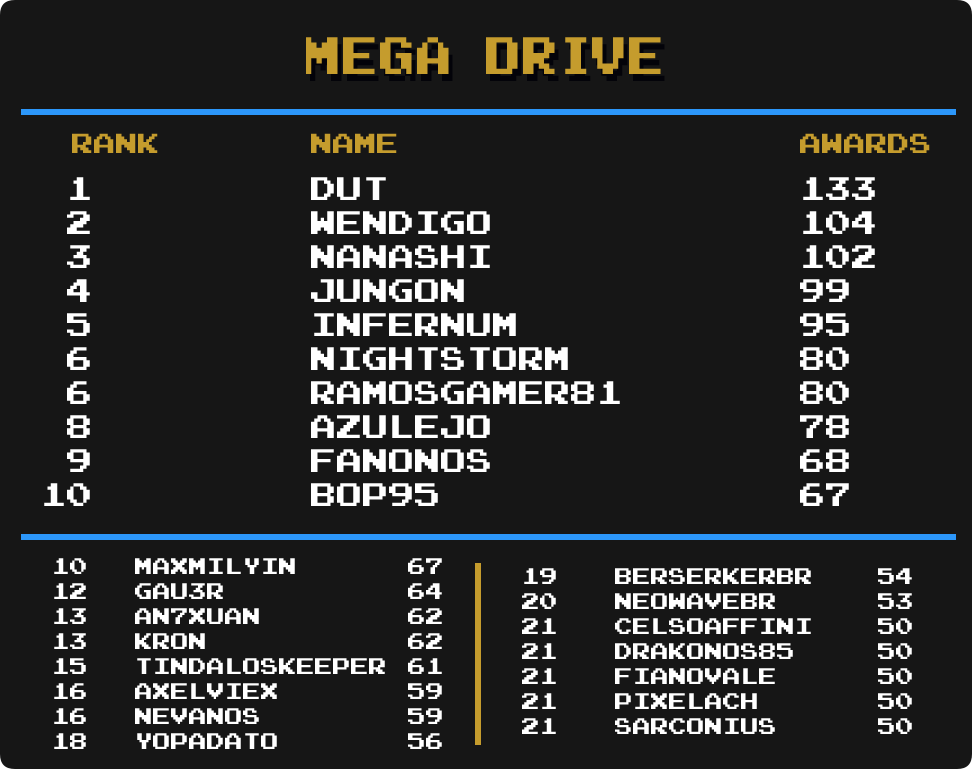 MEGA DRIVE
RANK NAME AWARDS
1 DUT 133
2 WENDIGO 104
3 NANASHI 102
4 JUNGON 99
5 INFERNUM 95
6 NIGHTSTORM 80
6 RAMOSGAMER81 80
8 AZULEJO 78
9 FANONOS 68
10 BOP95 67
10 MAXMILYIN 67
12 GAU3R 64
13 AN7XUAN 62
13 KRON 62
15 TINDALOSKEEPER 61
16 AXELVIEX 59
16 NEVANOS 59
18 YOPADATO 56
19 BERSERKERBR 54
20 NEOWAVEBR 53
21 CELSOAFFINI 50
21 DRAKONOS85 50
21 FIANOVALE 50
21 PIXELACH 50
21 SARCONIUS 50